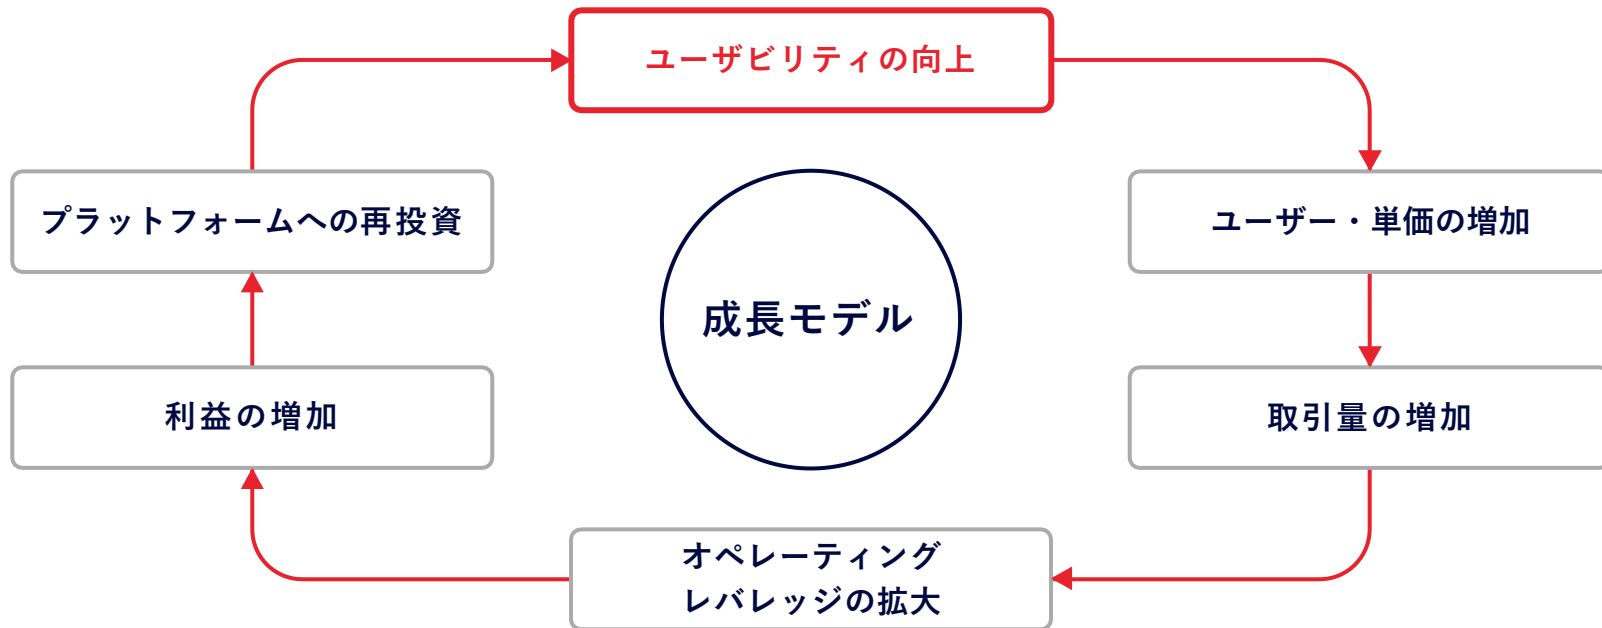 ユーザビリティの向上
プラットフォームへの再投資
ユーザー・単価の増加
成長モデル
利益の増加
取引量の増加
オペレーティング
レバレッジの拡大